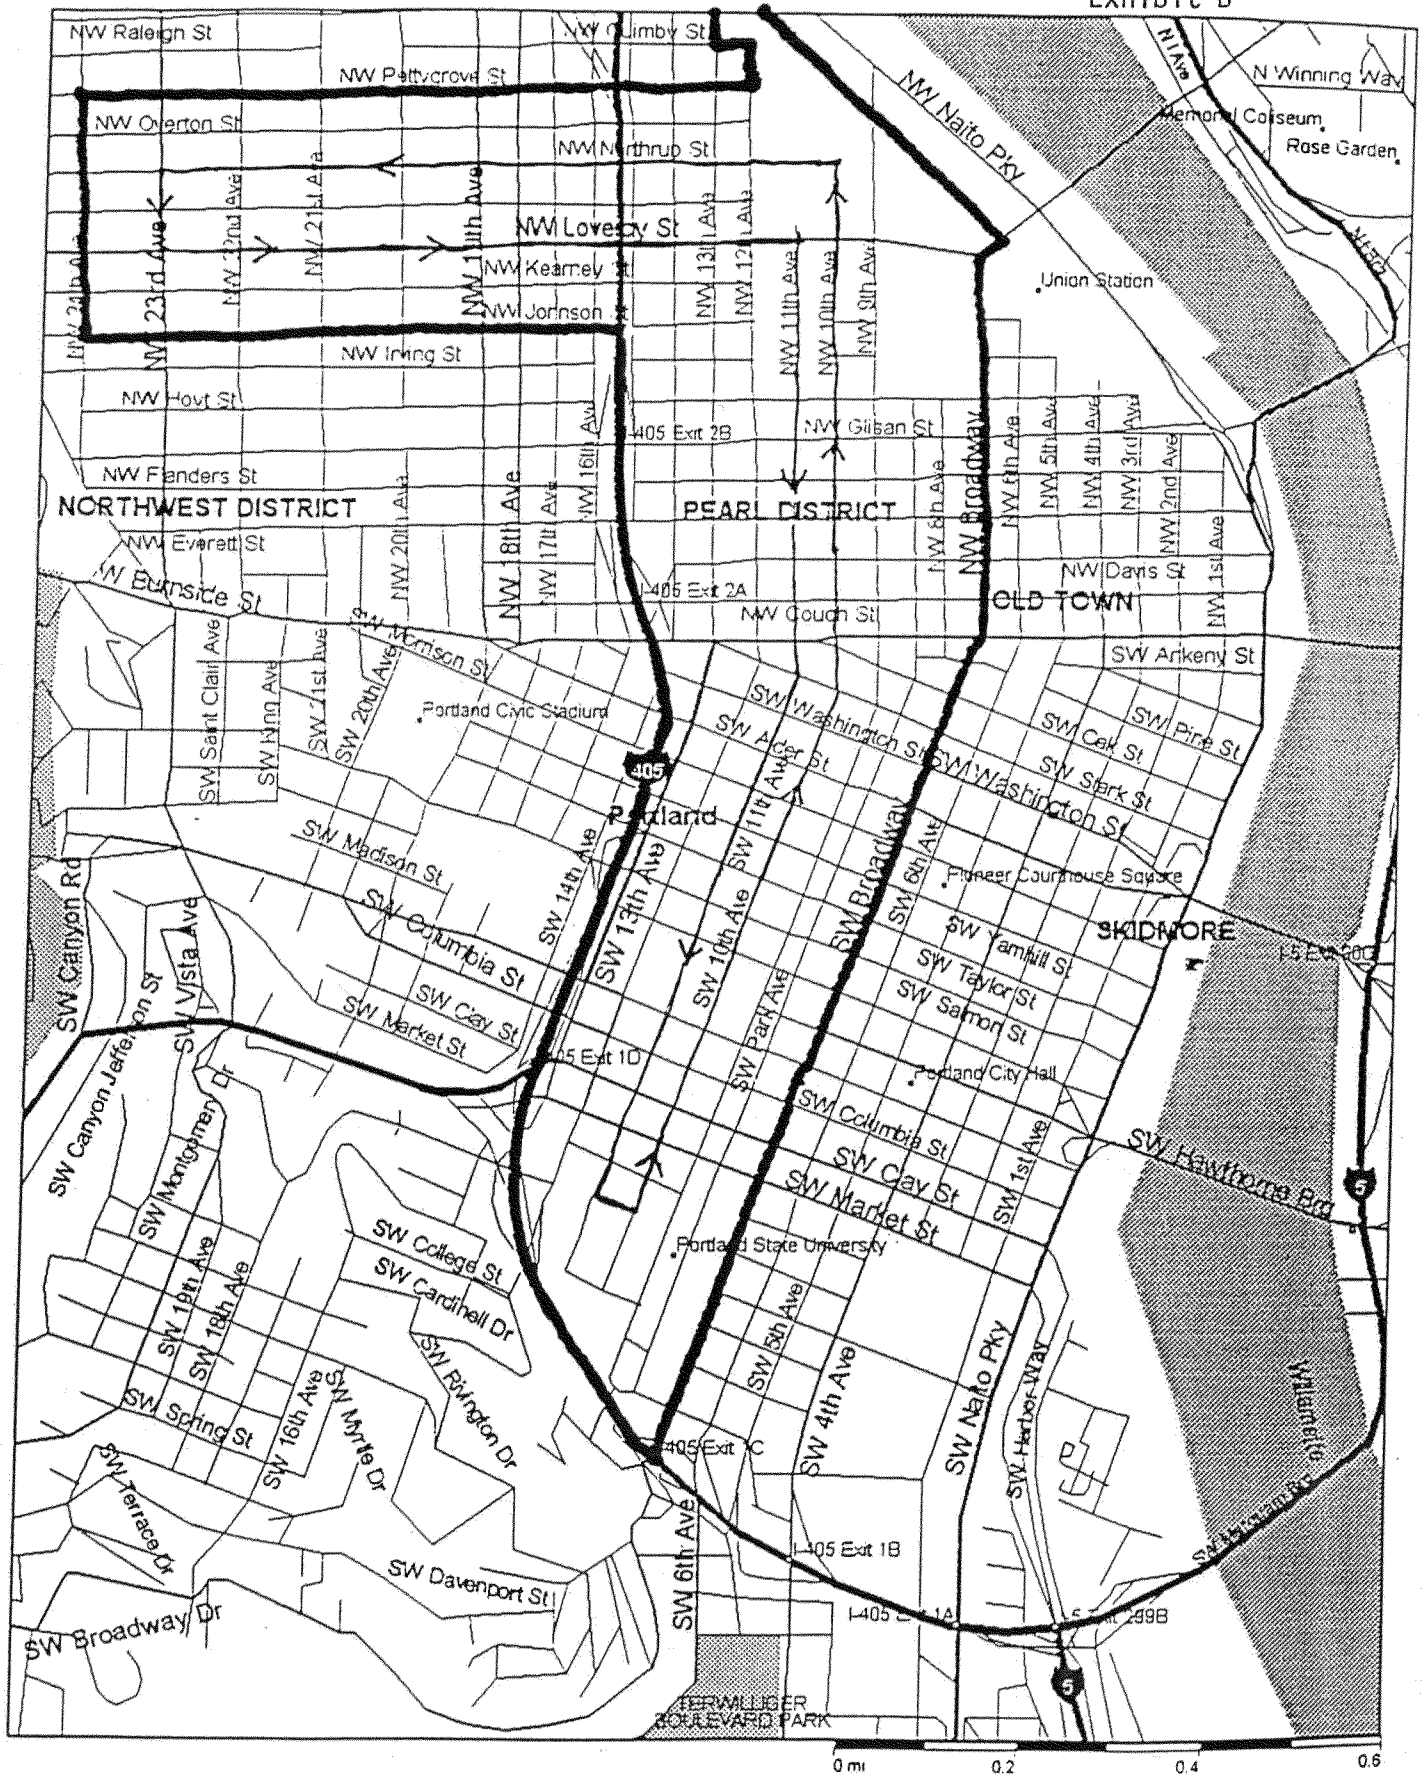 Exhibit B
NW Raleigh St
NW Quimby St
N I Ave
N Winning Way
NW Pettygrove St
NW Naito Pky
Memorial Coliseum
Rose Garden
NW Overton St
NW Northrup St
NW 24th Ave
NW 23rd Ave
NW 22nd Ave
NW 21st Ave
NW 18th Ave
NW Lovejoy St
NW 13th Ave
NW 12th Ave
NW 11th Ave
NW 10th Ave
NW 9th Ave
NW Kearney St
Union Station
NW Johnson St
NW Irving St
NW Hoyt St
I-405 Exit 2B
NW Glisan St
NW Flanders St
NW 20th Ave
NW 18th Ave
NW 17th Ave
NW 16th Ave
NW 8th Ave
NW Broadway
NW 6th Ave
NW 5th Ave
NW 4th Ave
NW 3rd Ave
NW 2nd Ave
NW 1st Ave
NORTHWEST DISTRICT
PEARL DISTRICT
NW Everett St
W Burnside St
I-405 Exit 2A
NW Davis St
OLD TOWN
NW Couch St
SW Morrison St
SW Ankeny St
SW Saint Clair Ave
SW King Ave
SW 21st Ave
SW 20th Ave
Portland Civic Stadium
SW Washington St
SW Alder St
SW Pine St
SW Oak St
SW Stark St
SW Washington St
405
Portland
SW Madison St
SW 14th Ave
SW 13th Ave
SW 11th Ave
SW 10th Ave
SW Park Ave
SW Broadway
SW 6th Ave
Pioneer Courthouse Square
SW Canyon Rd
SW Vista Ave
SW Columbia St
SW Yamhill St
SKIDMORE
SW Taylor St
SW Salmon St
SW Clay St
SW Market St
SW Canyon Jefferson St
405 Exit 1D
Portland City Hall
SW Columbia St
SW Clay St
SW Market St
SW 1st Ave
SW Hawthorne Brg
5
SW Montgomery Dr
SW College St
SW Cardinell Dr
Portland State University
SW 19th Ave
SW 18th Ave
SW 16th Ave
SW Myrtle Dr
SW Rivington Dr
SW Spring St
SW Terrace Dr
SW 5th Ave
SW 4th Ave
SW Naito Pky
SW Harbor Way
405 Exit 1C
SW Marquam Brg
SW 6th Ave
I-405 Exit 1B
SW Davenport St
I-405 Exit 1A
I-5 Exit 299B
SW Broadway Dr
5
TERWILLIGER
BOULEVARD PARK
0 mi
0.2
0.4
0.6